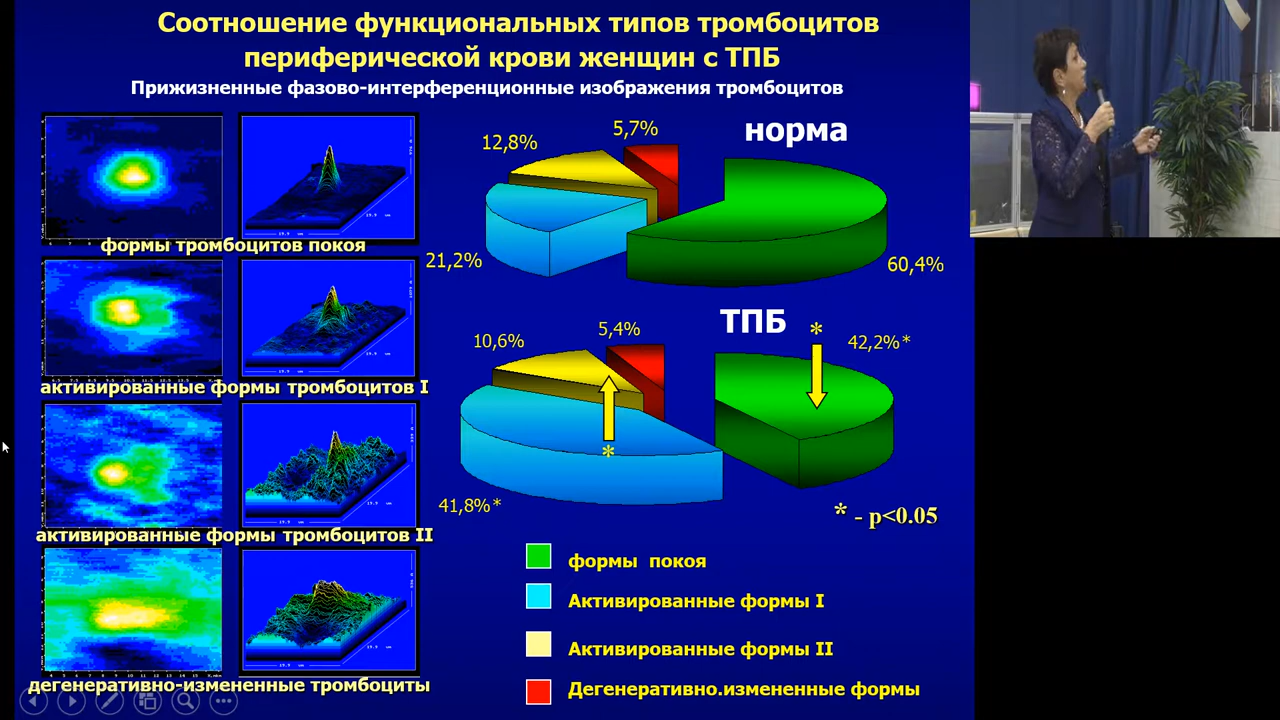 Соотношение функциональных типов тромбоцитов
периферической крови женщин с ТПБ
Прижизненные фазово-интерференционные изображения тромбоцитов
формы тромбоцитов покоя
активированные формы тромбоцитов I
активированные формы тромбоцитов II
дегенеративно-измененные тромбоциты
норма
5,7%
12,8%
21,2%
60,4%
ТПБ
*
5,4%
42,2%*
10,6%
*
41,8%*
* - p<0.05
формы покоя
Активированные формы I
Активированные формы II
Дегенеративно.измененные формы